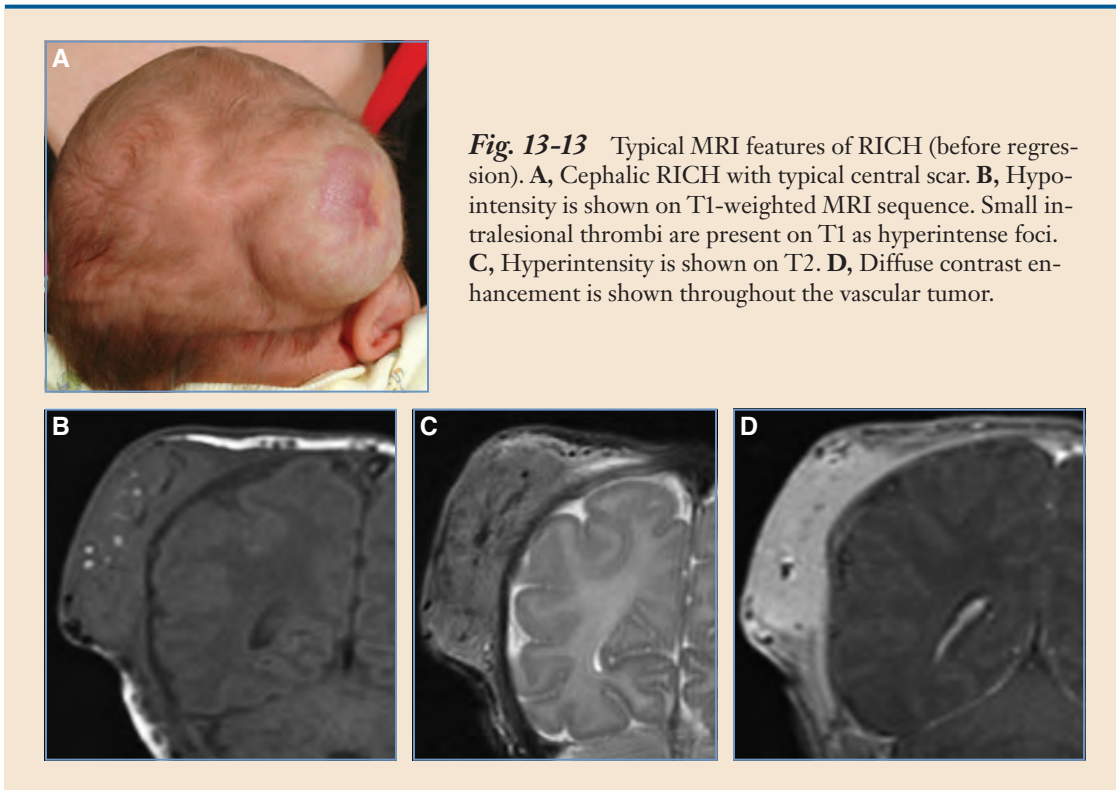 A
Fig. 13-13 Typical MRI features of RICH (before regres-
sion). A, Cephalic RICH with typical central scar. B, Hypo-
intensity is shown on T1-weighted MRI sequence. Small in-
tralesional thrombi are present on T1 as hyperintense foci.
C, Hyperintensity is shown on T2. D, Diffuse contrast en-
hancement is shown throughout the vascular tumor.
B
C
D